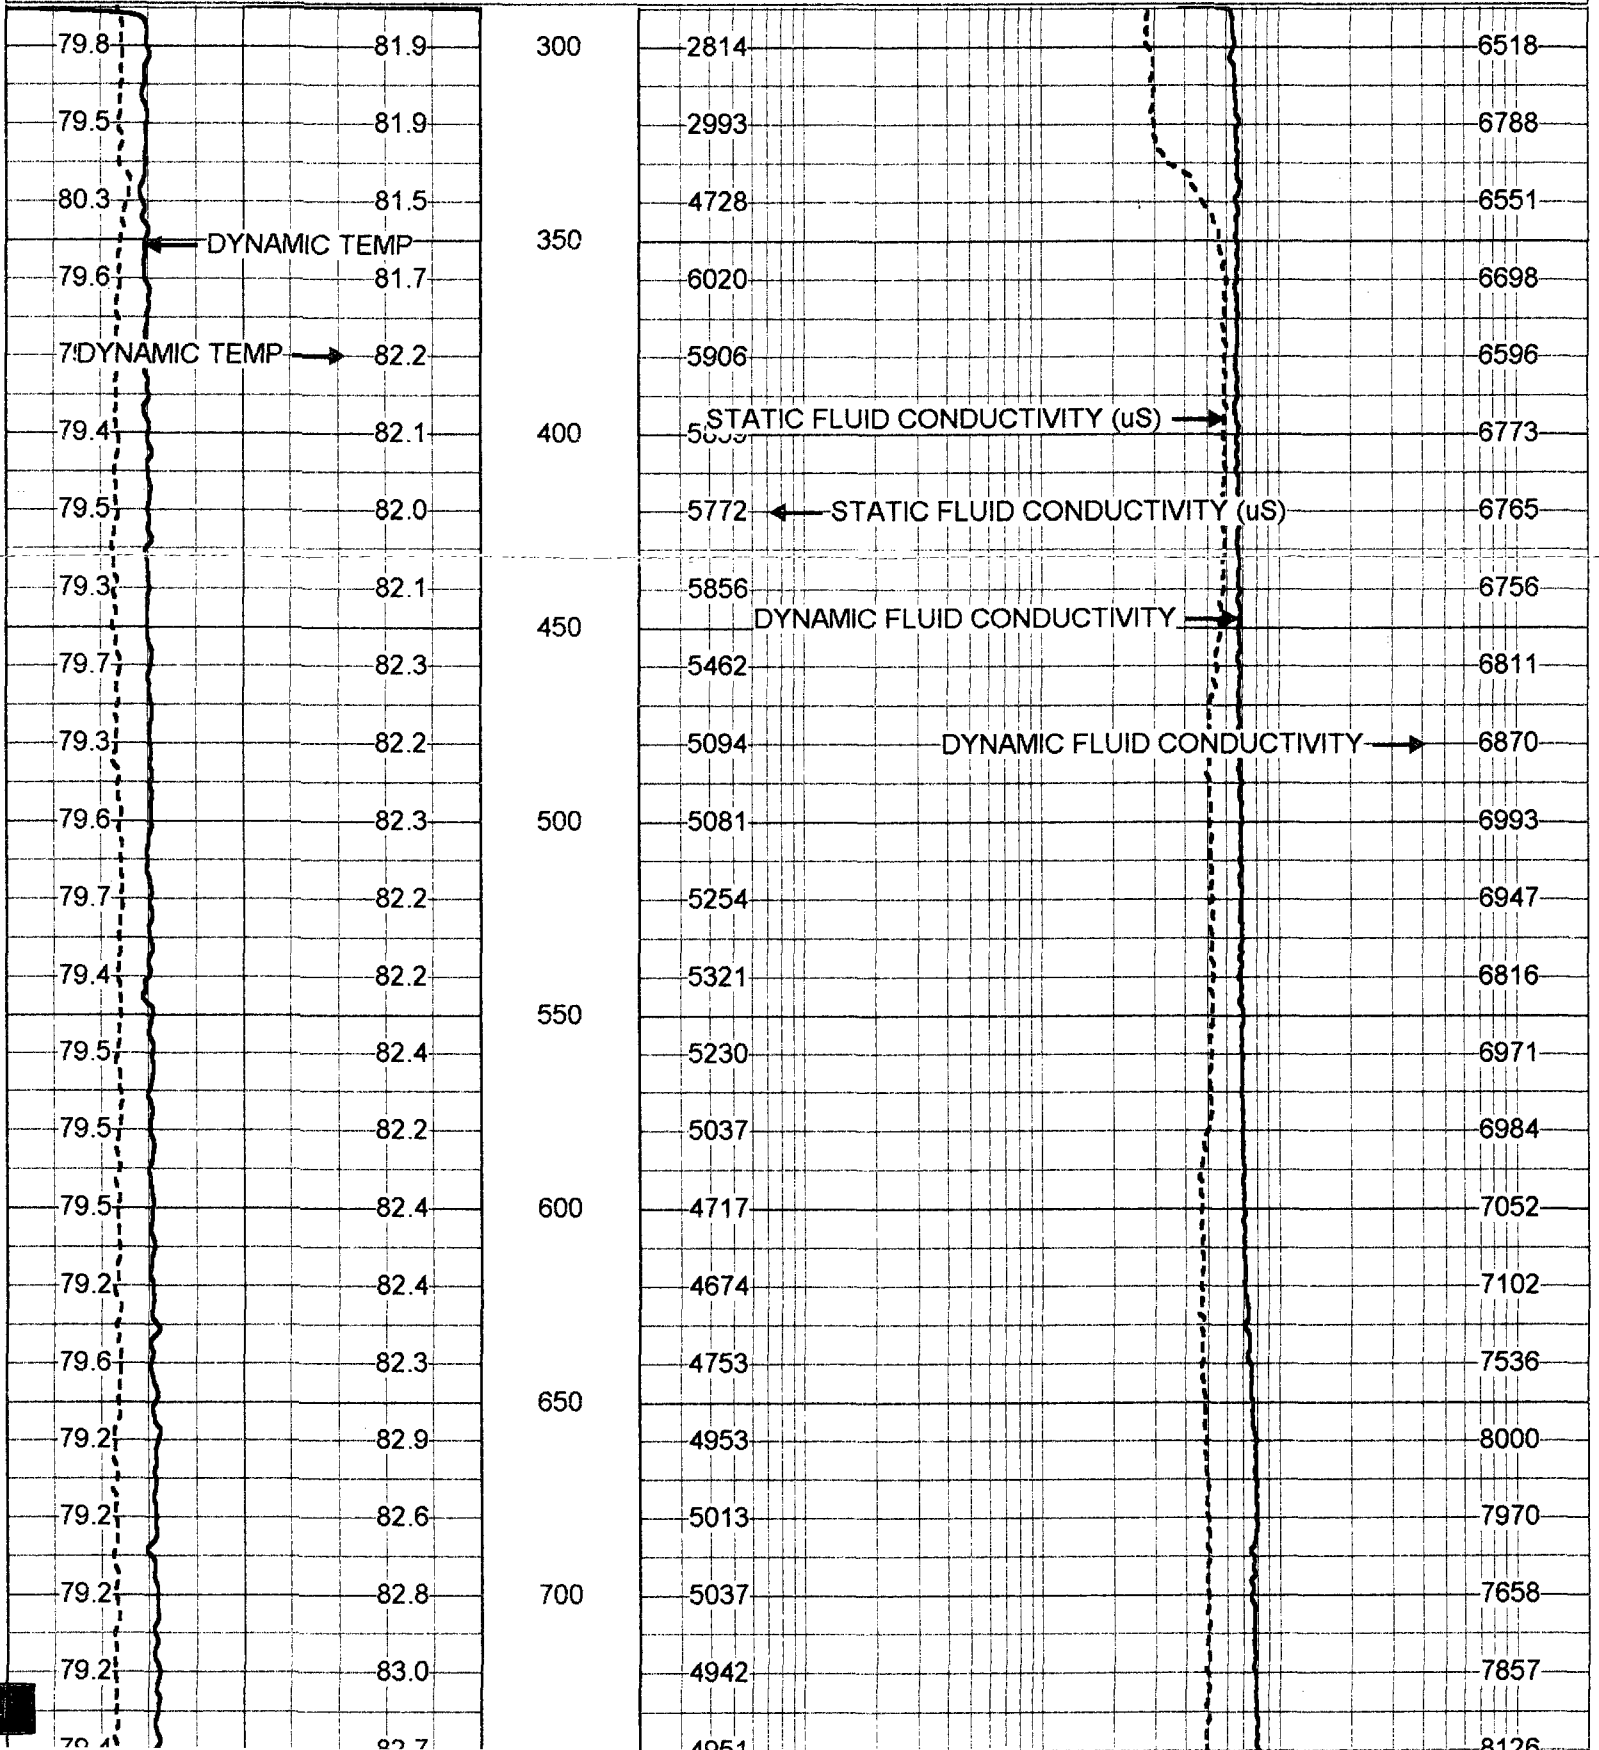 79.8 81.9 300 2814 6518
79.5 81.9 2993 6788
80.3 81.5 4728 6551
DYNAMIC TEMP 350
79.6 81.7 6020 6698
DYNAMIC TEMP 82.2 5906 6596
STATIC FLUID CONDUCTIVITY (uS)
79.4 82.1 400 6773
79.5 82.0 5772 STATIC FLUID CONDUCTIVITY (uS) 6765
79.3 82.1 5856 6756
450 DYNAMIC FLUID CONDUCTIVITY
79.7 82.3 5462 6811
79.3 82.2 5094 DYNAMIC FLUID CONDUCTIVITY 6870
79.6 82.3 500 5081 6993
79.7 82.2 5254 6947
79.4 82.2 5321 6816
550
79.5 82.4 5230 6971
79.5 82.2 5037 6984
79.5 82.4 600 4717 7052
79.2 82.4 4674 7102
79.6 82.3 4753 7536
650
79.2 82.9 4953 8000
79.2 82.6 5013 7970
79.2 82.8 700 5037 7658
79.2 83.0 4942 7857
79.4 82.7 4951 8126